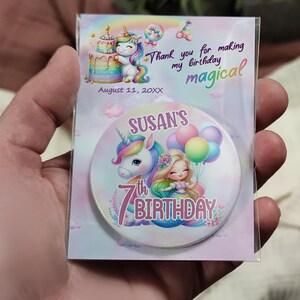 Thank you for making
my birthday
magical
August 11, 20XX
SUSAN'S
7th
BIRTHDAY